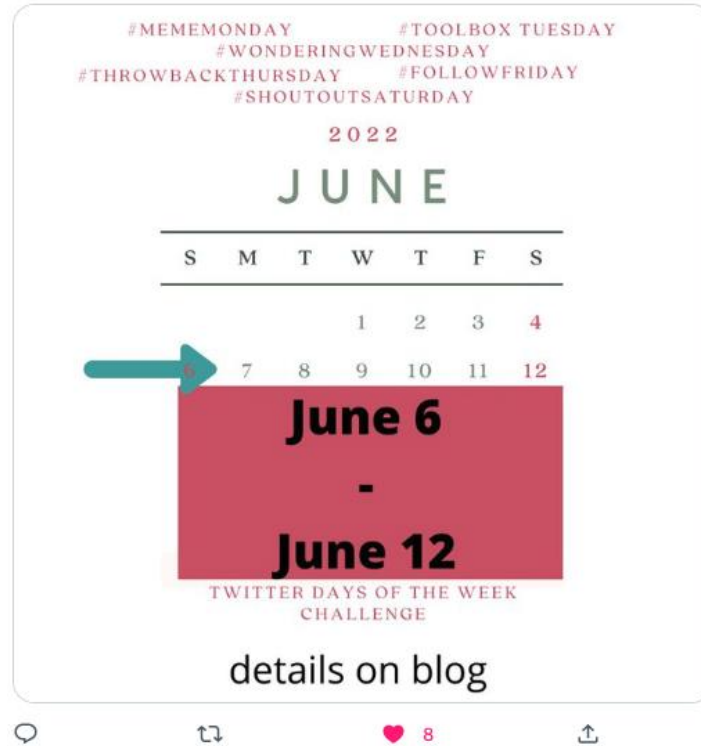 #MEMEMONDAY #TOOLBOX TUESDAY
#WONDERINGWEDNESDAY
#THROWBACKTHURSDAY #FOLLOWFRIDAY
#SHOUTOUTSATURDAY
2022
JUNE
S M T W T F S
1 2 3 4
6 7 8 9 10 11 12
June 6
-
June 12
TWITTER DAYS OF THE WEEK
CHALLENGE
details on blog
8